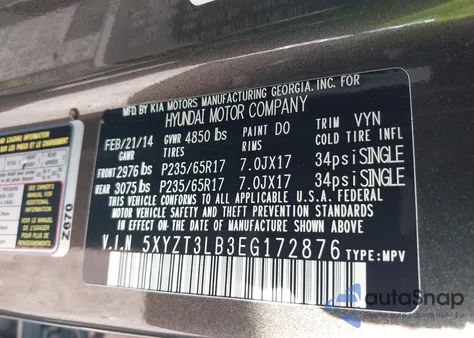 MFD. BY KIA MOTORS MANUFACTURING GEORGIA. INC. FOR
HYUNDAI MOTOR COMPANY
FEB/21/14 GVWR 4850 lbs PAINT DO TRIM VYN
GAWR TIRES RIMS COLD TIRE INFL
FRONT 2976 lbs P235/65R17 7.0JX17 34psi SINGLE
REAR 3075 lbs P235/65R17 7.0JX17 34psi SINGLE
THIS VEHICLE CONFORMS TO ALL APPLICABLE U.S.A. FEDERAL
MOTOR VEHICLE SAFETY AND THEFT PREVENTION STANDARDS
IN EFFECT ON THE DATE OF MANUFACTURE SHOWN ABOVE
V.I.N 5XYZT3LB3EG172876 TYPE:MPV
Z670
autoSnap